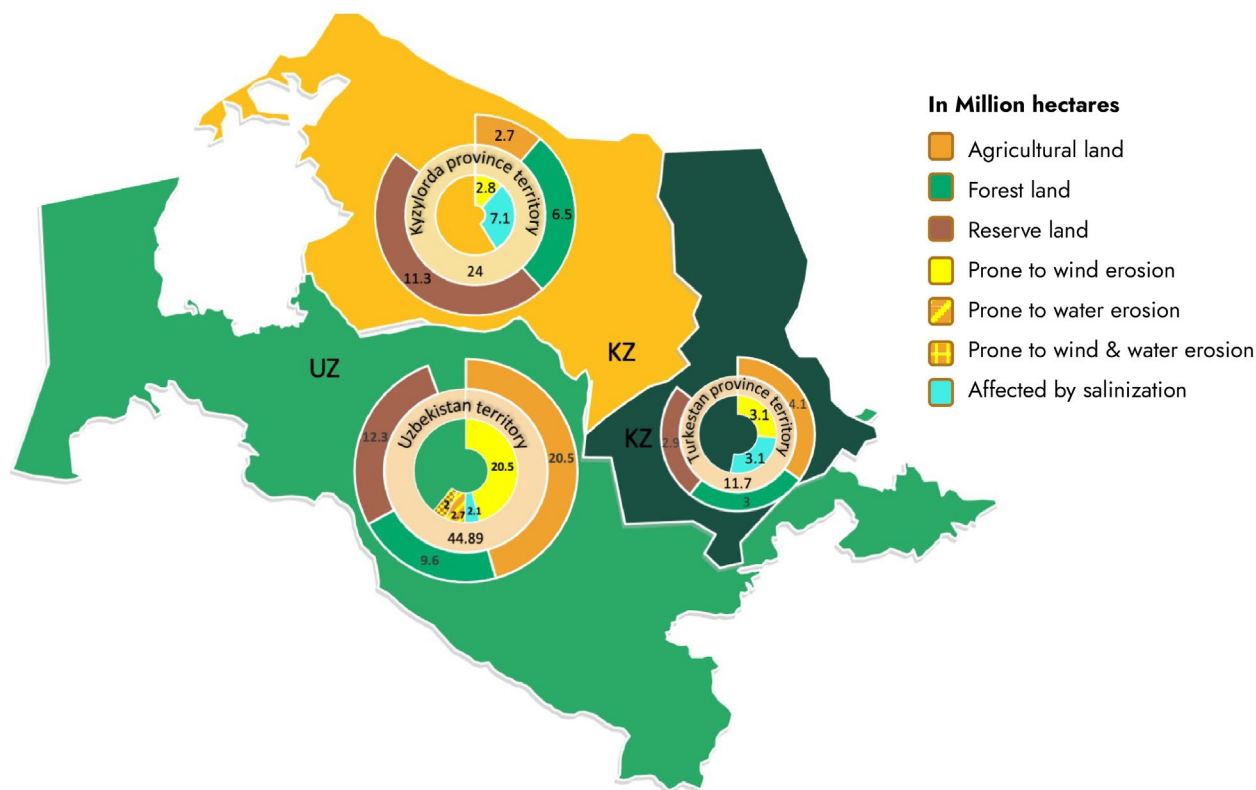 In Million hectares
Agricultural land
Forest land
Reserve land
Prone to wind erosion
Prone to water erosion
Prone to wind & water erosion
Affected by salinization
Kyzylorda province territory
2.7
6.5
11.3
2.8
7.1
24
KZ
UZ
Uzbekistan territory
20.5
9.6
12.3
20.5
2.1
2.7
2
44.89
KZ
Turkestan province territory
4.1
3
2.9
3.1
3.1
11.7